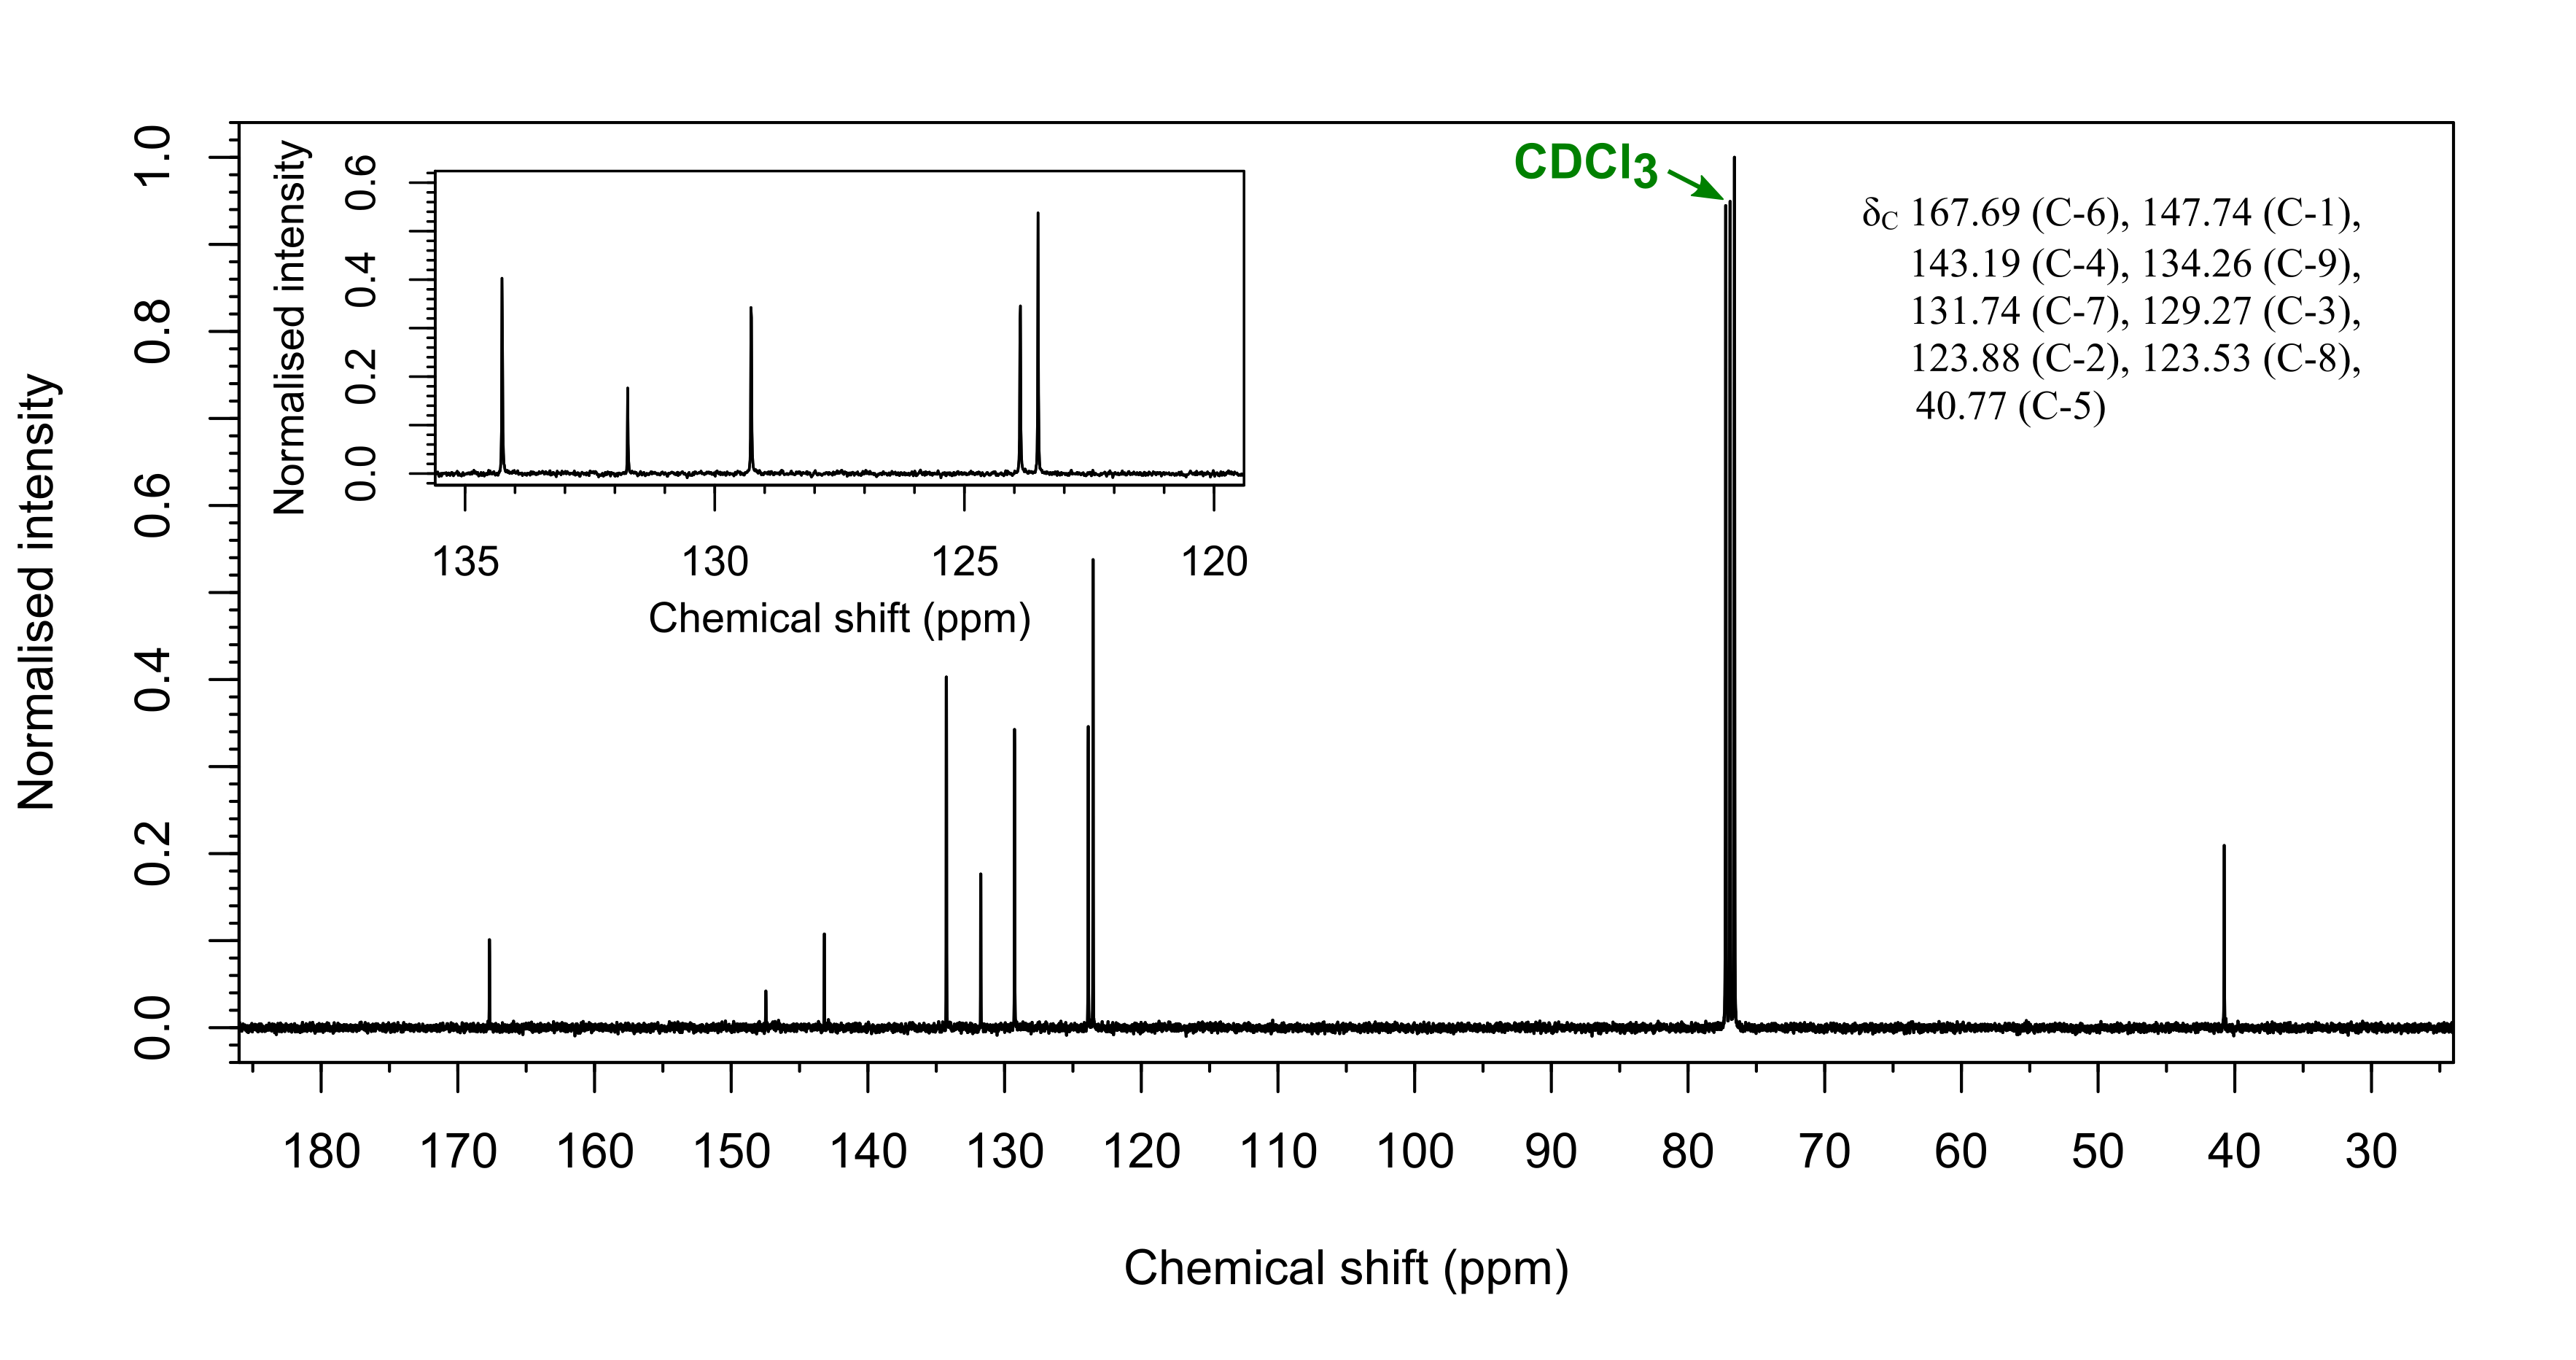 Normalised intensity
1.0
0.8
0.6
0.4
0.2
0.0
Normalised intensity
0.6
0.4
0.2
0.0
135 130 125 120
Chemical shift (ppm)
CDCl3
δC 167.69 (C-6), 147.74 (C-1),
143.19 (C-4), 134.26 (C-9),
131.74 (C-7), 129.27 (C-3),
123.88 (C-2), 123.53 (C-8),
40.77 (C-5)
180 170 160 150 140 130 120 110 100 90 80 70 60 50 40 30
Chemical shift (ppm)